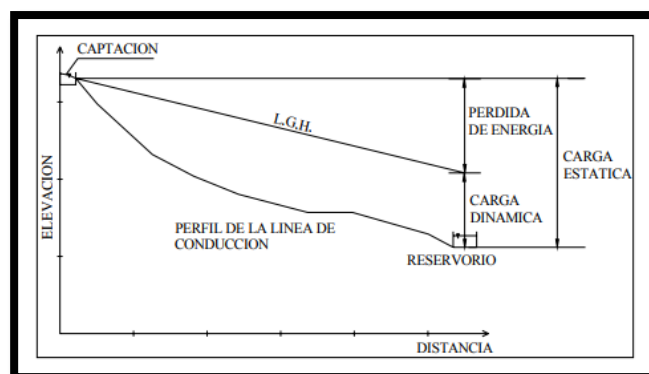 CAPTACION
L.G.H.
PERDIDA
DE ENERGIA
CARGA
ESTATICA
CARGA
DINAMICA
ELEVACION
PERFIL DE LA LINEA DE
CONDUCCION
RESERVORIO
DISTANCIA